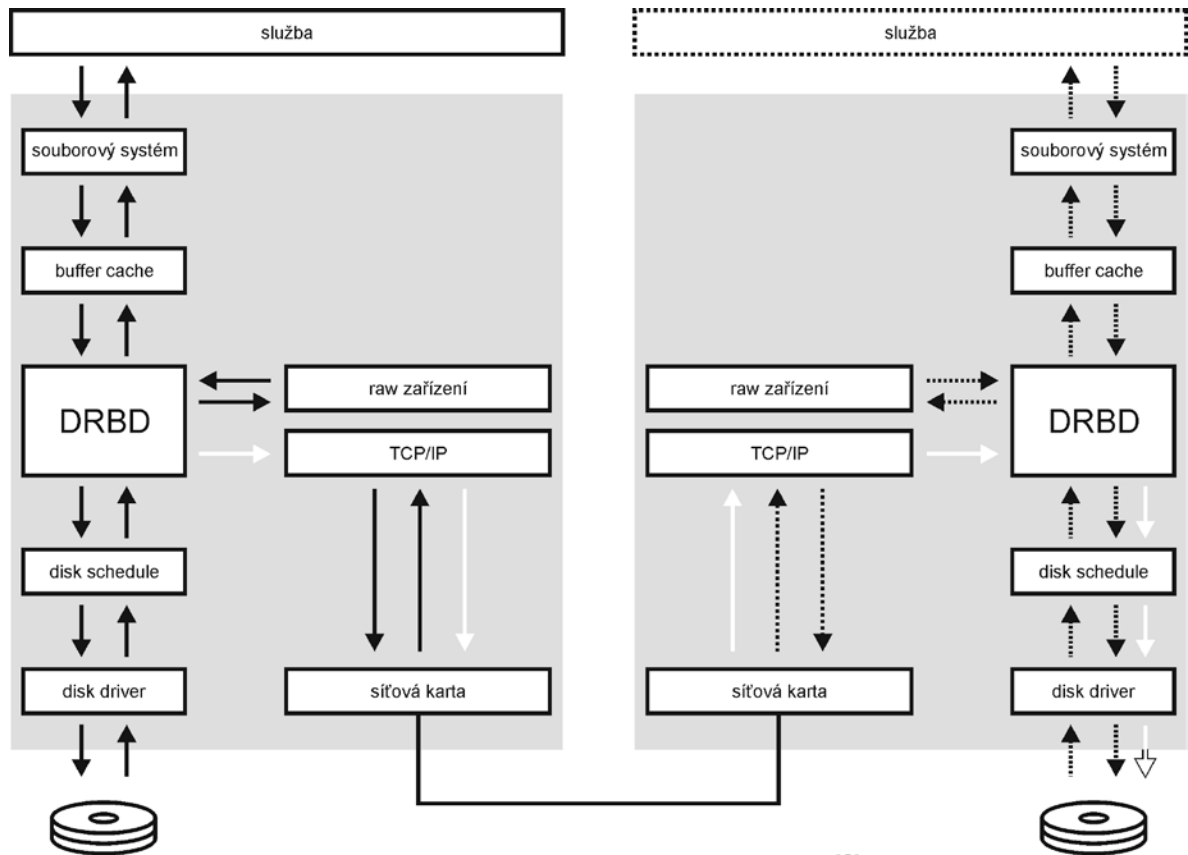 služba
služba
souborový systém
souborový systém
buffer cache
buffer cache
DRBD
raw zařízení
raw zařízení
DRBD
TCP/IP
TCP/IP
disk schedule
disk schedule
disk driver
síťová karta
síťová karta
disk driver